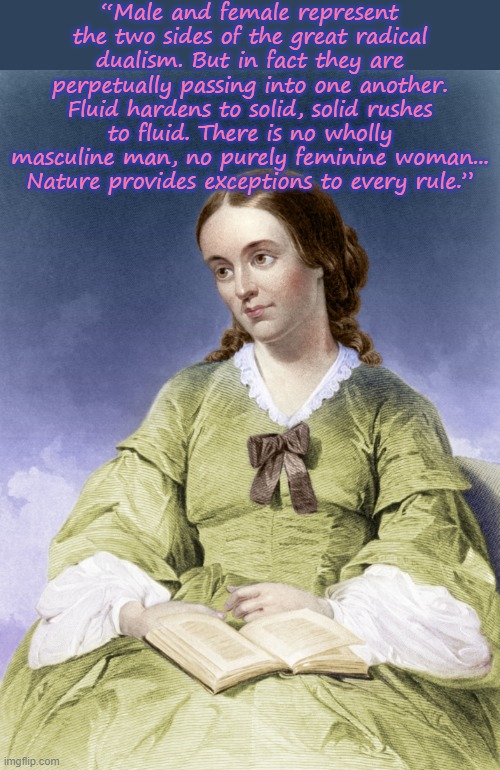 “Male and female represent
the two sides of the great radical
dualism. But in fact they are
perpetually passing into one another.
Fluid hardens to solid, solid rushes
to fluid. There is no wholly
masculine man, no purely feminine woman...
Nature provides exceptions to every rule.”
imgflip.com